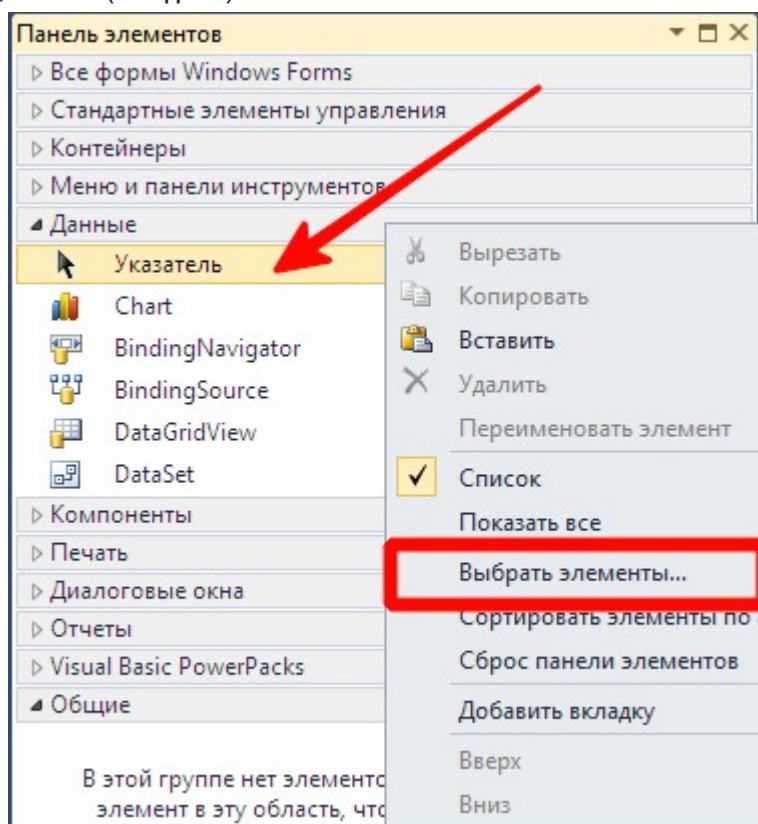 Панель элементов
Все формы Windows Forms
Стандартные элементы управления
Контейнеры
Меню и панели инструментов
Данные
Указатель
Chart
BindingNavigator
BindingSource
DataGridView
DataSet
Компоненты
Печать
Диалоговые окна
Отчеты
Visual Basic PowerPacks
Общие
В этой группе нет элементо
элемент в эту область, что
Вырезать
Копировать
Вставить
Удалить
Переименовать элемент
Список
Показать все
Выбрать элементы...
Сортировать элементы по
Сброс панели элементов
Добавить вкладку
Вверх
Вниз